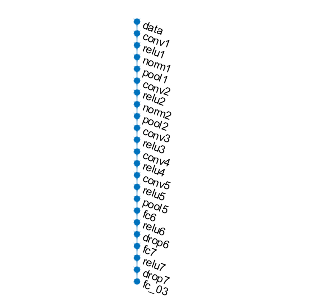 data
conv1
relu1
norm1
pool1
conv2
relu2
norm2
pool2
conv3
relu3
conv4
relu4
conv5
relu5
pool5
fc6
relu6
drop6
fc7
relu7
drop7
fc_03